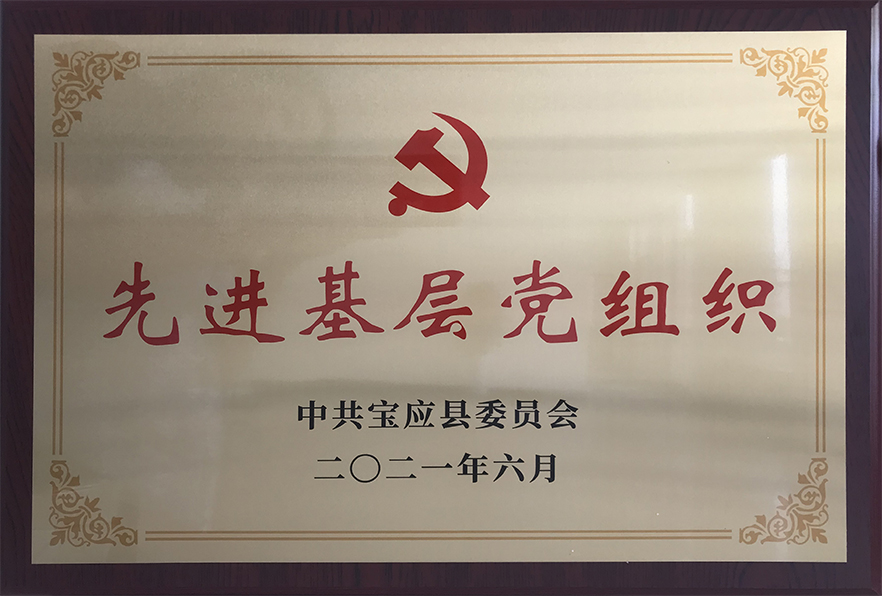 先进基层党组织
中共宝应县委员会
二〇二一年六月